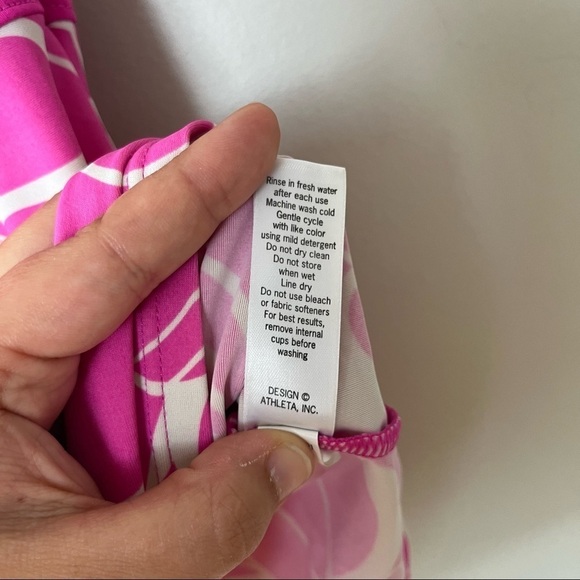 Rinse in fresh water
after each use
Machine wash cold
Gentle cycle
with like color
using mild detergent
Do not dry clean
Do not store
when wet
Line dry
Do not use bleach
or fabric softeners
For best results,
remove internal
cups before
washing
DESIGN ©
ATHLETA, INC.